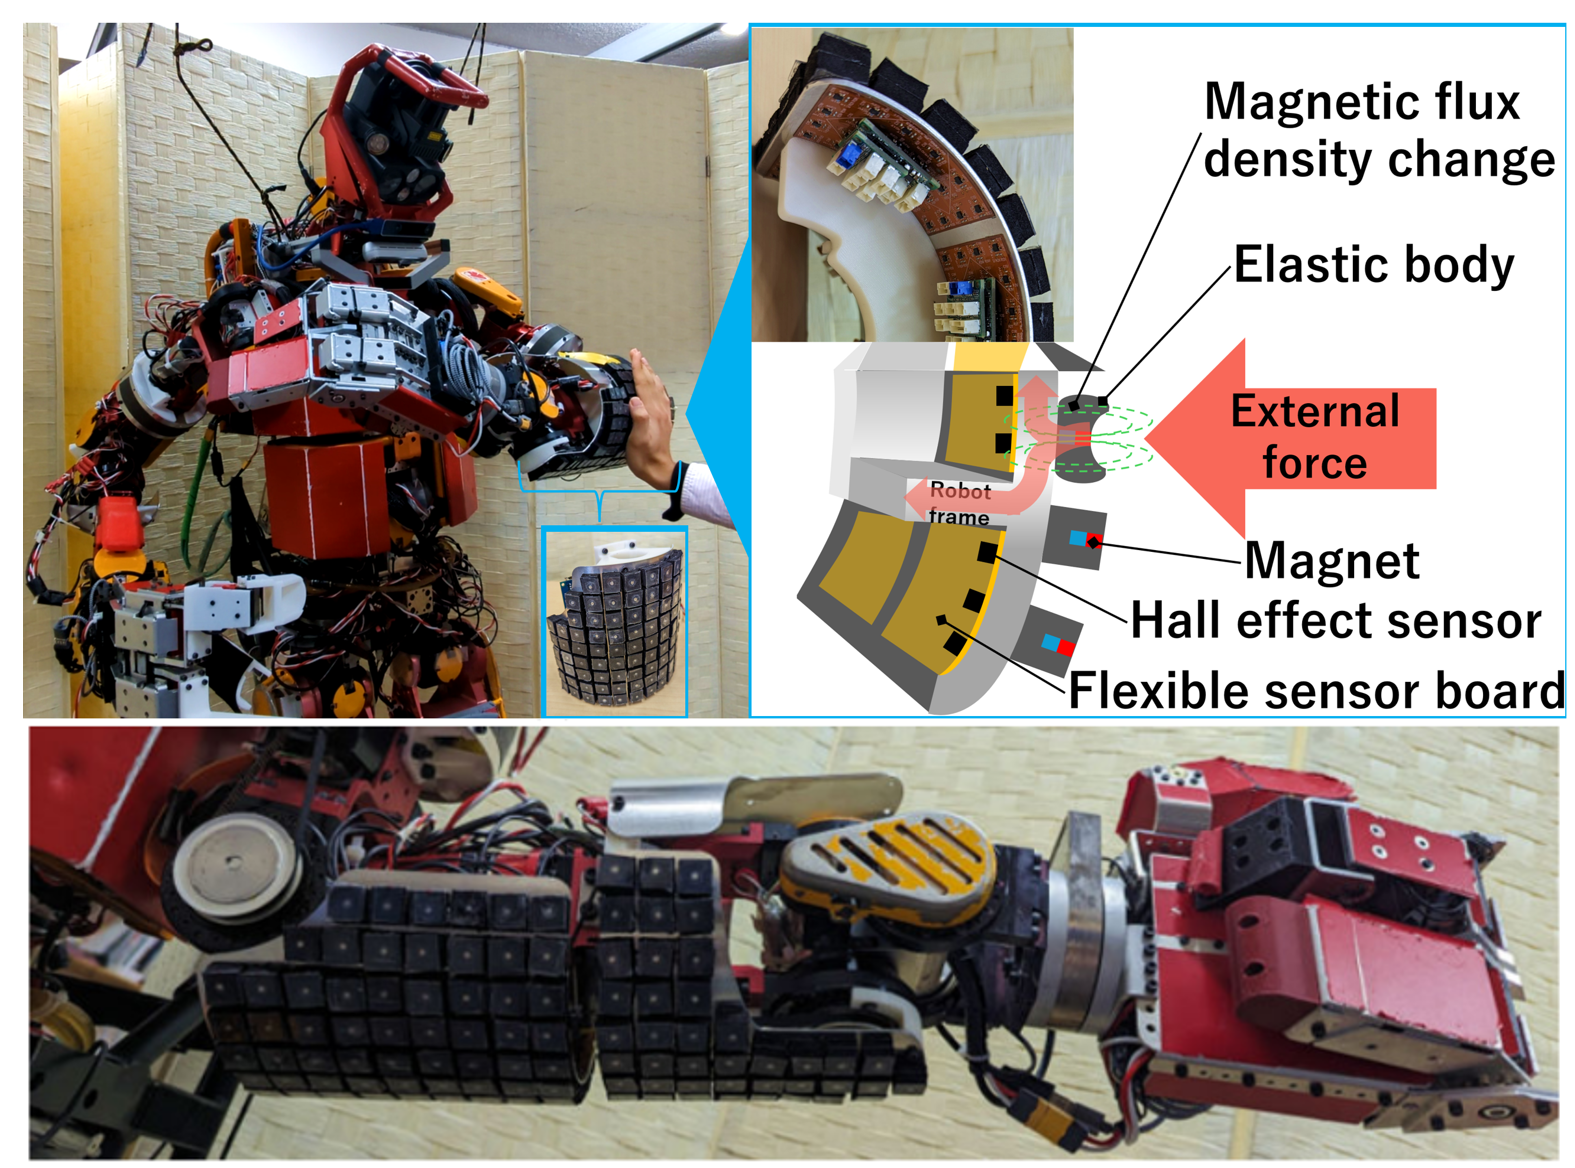 Magnetic flux
density change
Elastic body
External
force
Robot
frame
Magnet
Hall effect sensor
Flexible sensor board